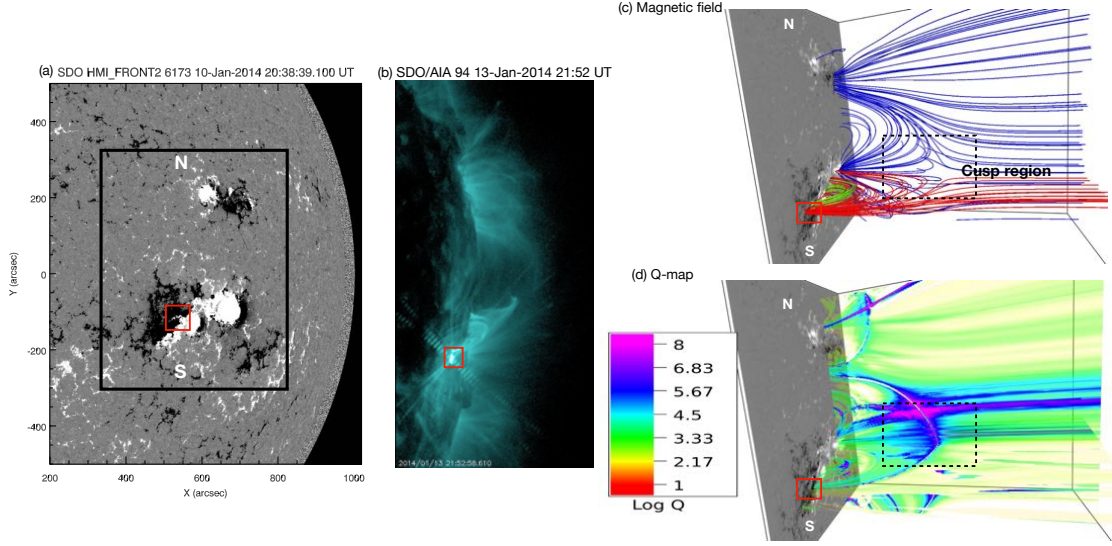 (a) SDO HMI_FRONT2 6173 10-Jan-2014 20:38:39.100 UT
400
200
0
-200
-400
Y (arcsec)
200
400
600
800
1000
X (arcsec)
N
S
(b) SDO/AIA 94 13-Jan-2014 21:52 UT
2014/01/13 21:52:58.610
(c) Magnetic field
N
Cusp region
S
(d) Q-map
N
S
8
6.83
5.67
4.5
3.33
2.17
1
Log Q